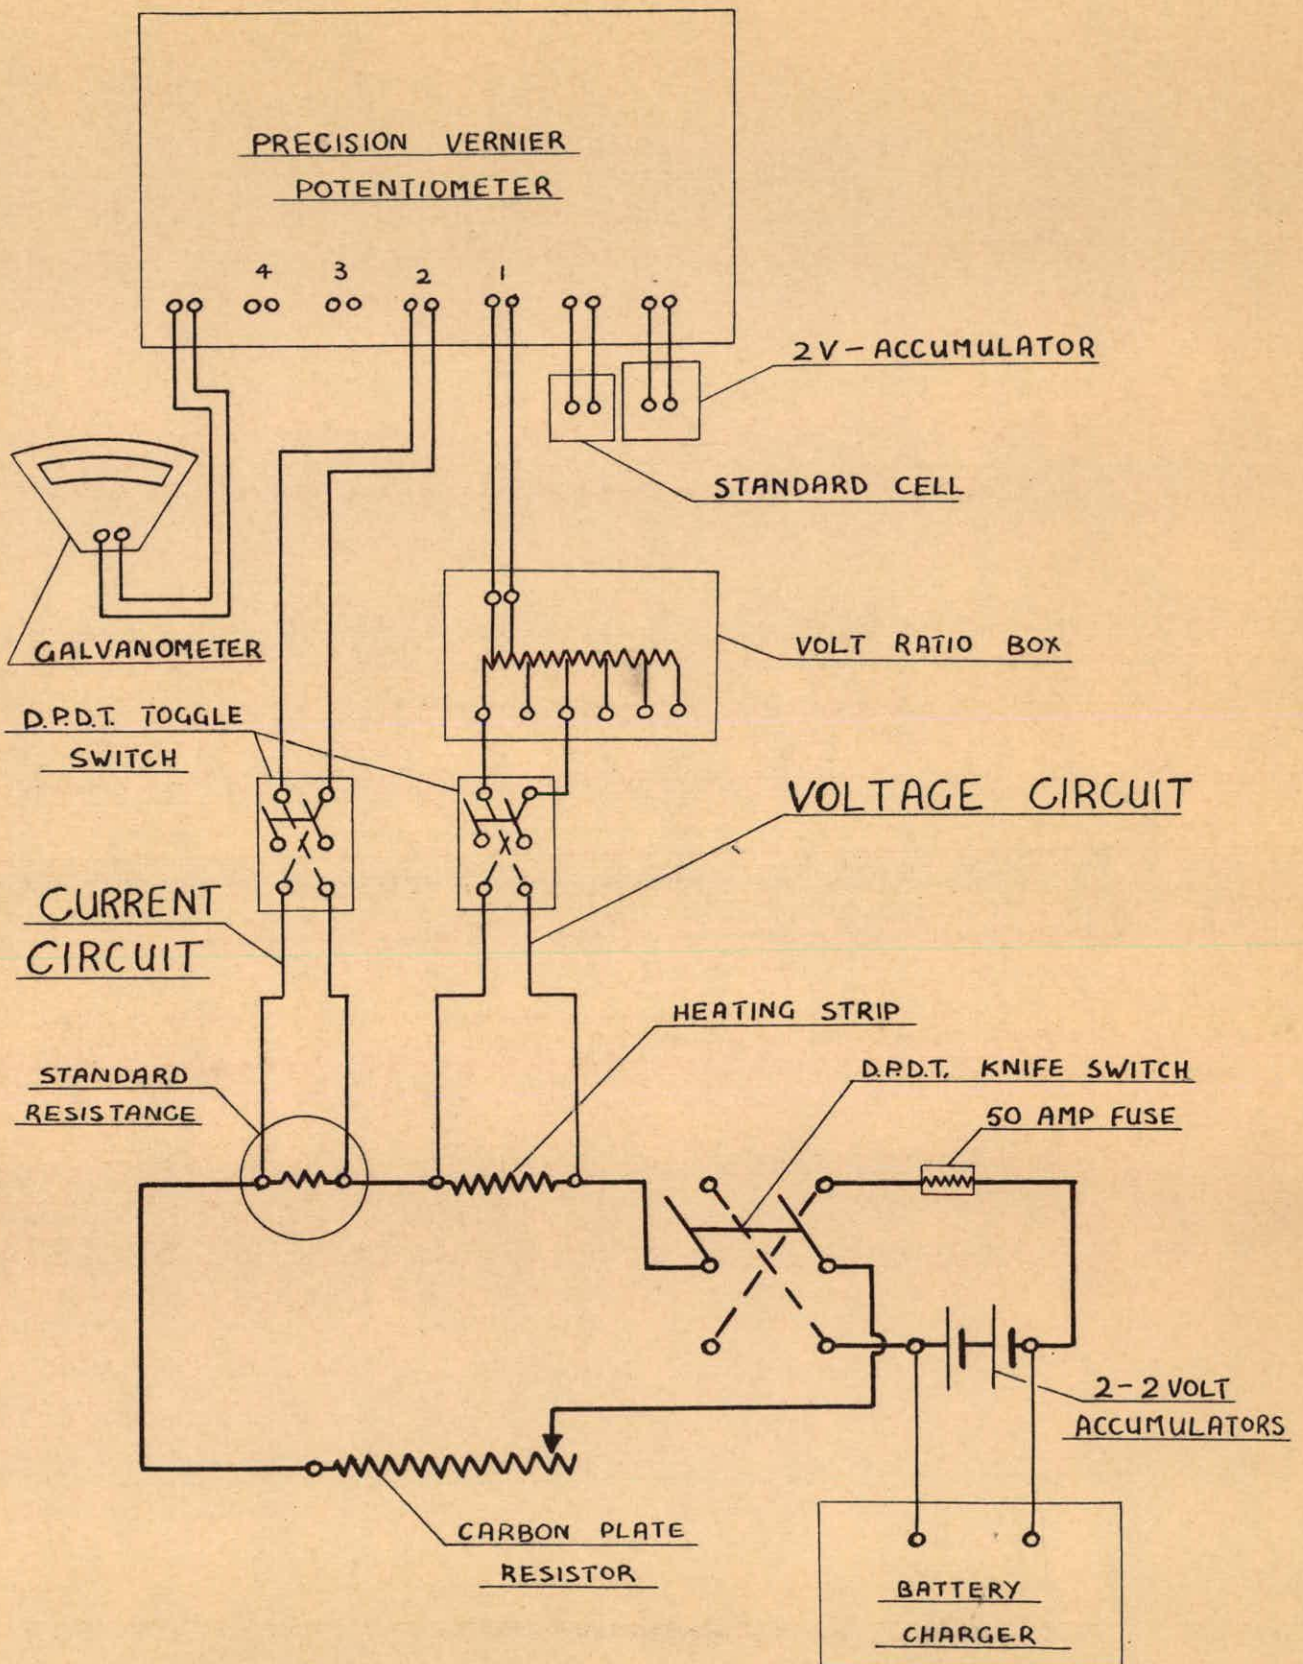 PRECISION VERNIER
POTENTIOMETER
4 3 2 1
2V-ACCUMULATOR
STANDARD CELL
GALVANOMETER
VOLT RATIO BOX
D.P.D.T. TOGGLE
SWITCH
VOLTAGE CIRCUIT
CURRENT
CIRCUIT
HEATING STRIP
STANDARD
RESISTANCE
D.P.D.T. KNIFE SWITCH
50 AMP FUSE
2-2 VOLT
ACCUMULATORS
CARBON PLATE
RESISTOR
BATTERY
CHARGER